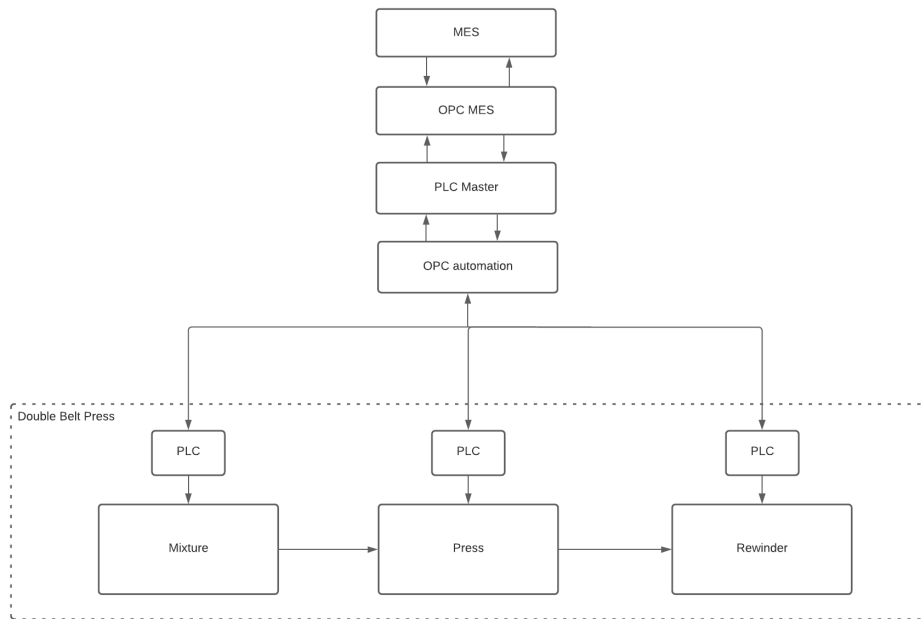 MES
OPC MES
PLC Master
OPC automation
Double Belt Press
PLC
PLC
PLC
Mixture
Press
Rewinder